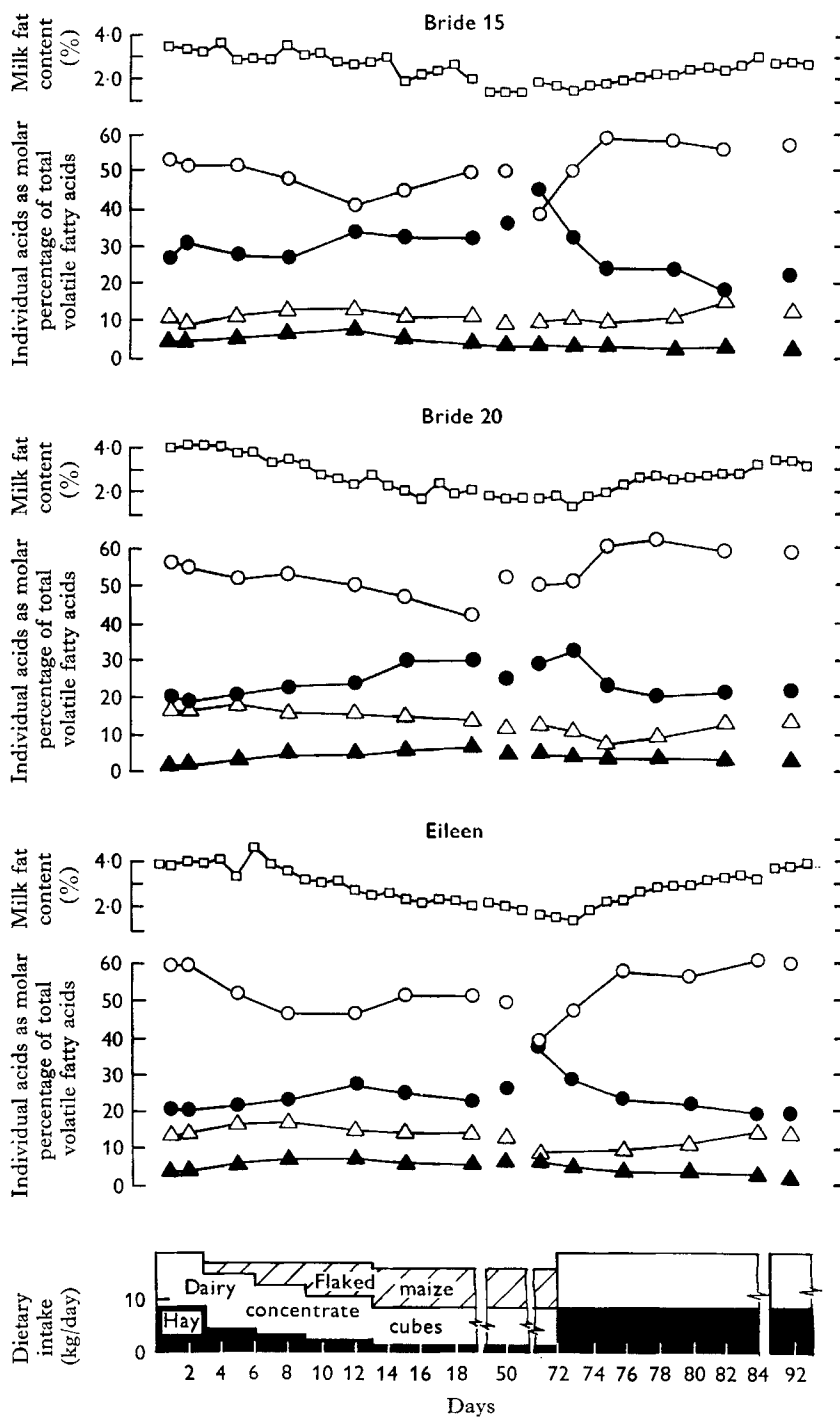 Bride 15
Milk fat
content
(%)
4·0
2·0
Individual acids as molar
percentage of total
volatile fatty acids
60
50
40
30
20
10
0
Bride 20
Milk fat
content
(%)
4·0
2·0
Individual acids as molar
percentage of total
volatile fatty acids
60
50
40
30
20
10
0
Eileen
Milk fat
content
(%)
4·0
2·0
Individual acids as molar
percentage of total
volatile fatty acids
60
50
40
30
20
10
0
Dietary
intake
(kg/day)
10
0
Dairy
Flaked maize
Hay
concentrate
cubes
2 4 6 8 10 12 14 16 18 50 72 74 76 78 82 84 92
Days